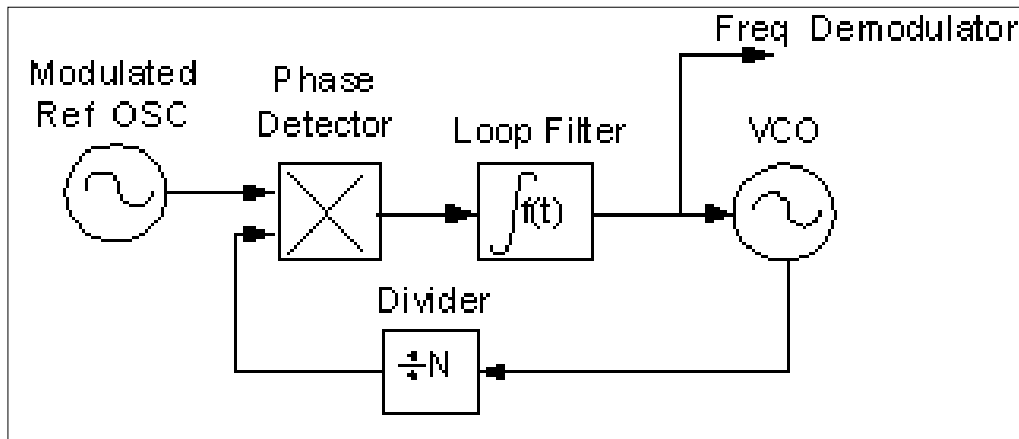 Freq Demodulator
Modulated
Ref OSC
Phase
Detector
Loop Filter
VCO
∫f(t)
Divider
÷N